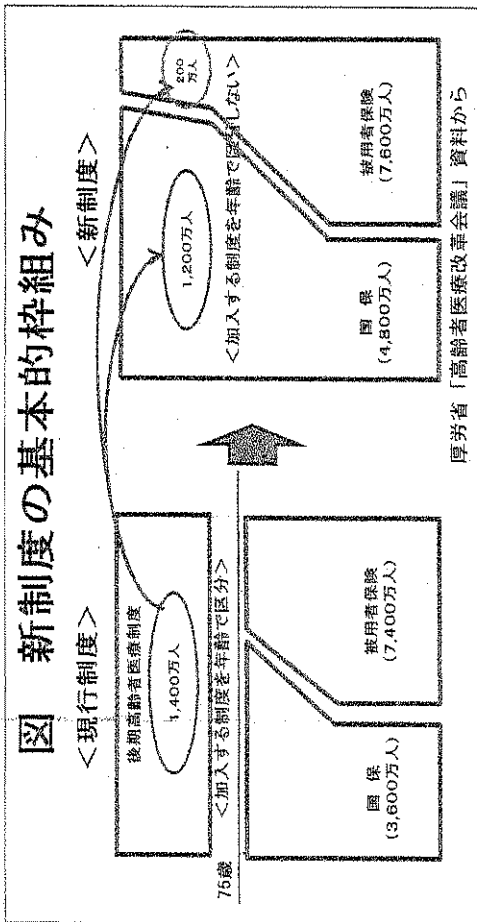 図 新制度の基本的枠組み
＜現行制度＞
後期高齢者医療制度
1,400万人
＜加入する制度を年齢で区分＞
75歳
国保
(3,600万人)
被用者保険
(7,400万人)
＜新制度＞
1,200万人
200
万人
＜加入する制度を年齢で区分しない＞
国保
(4,800万人)
被用者保険
(7,600万人)
厚労省「高齢者医療改革会議」資料から